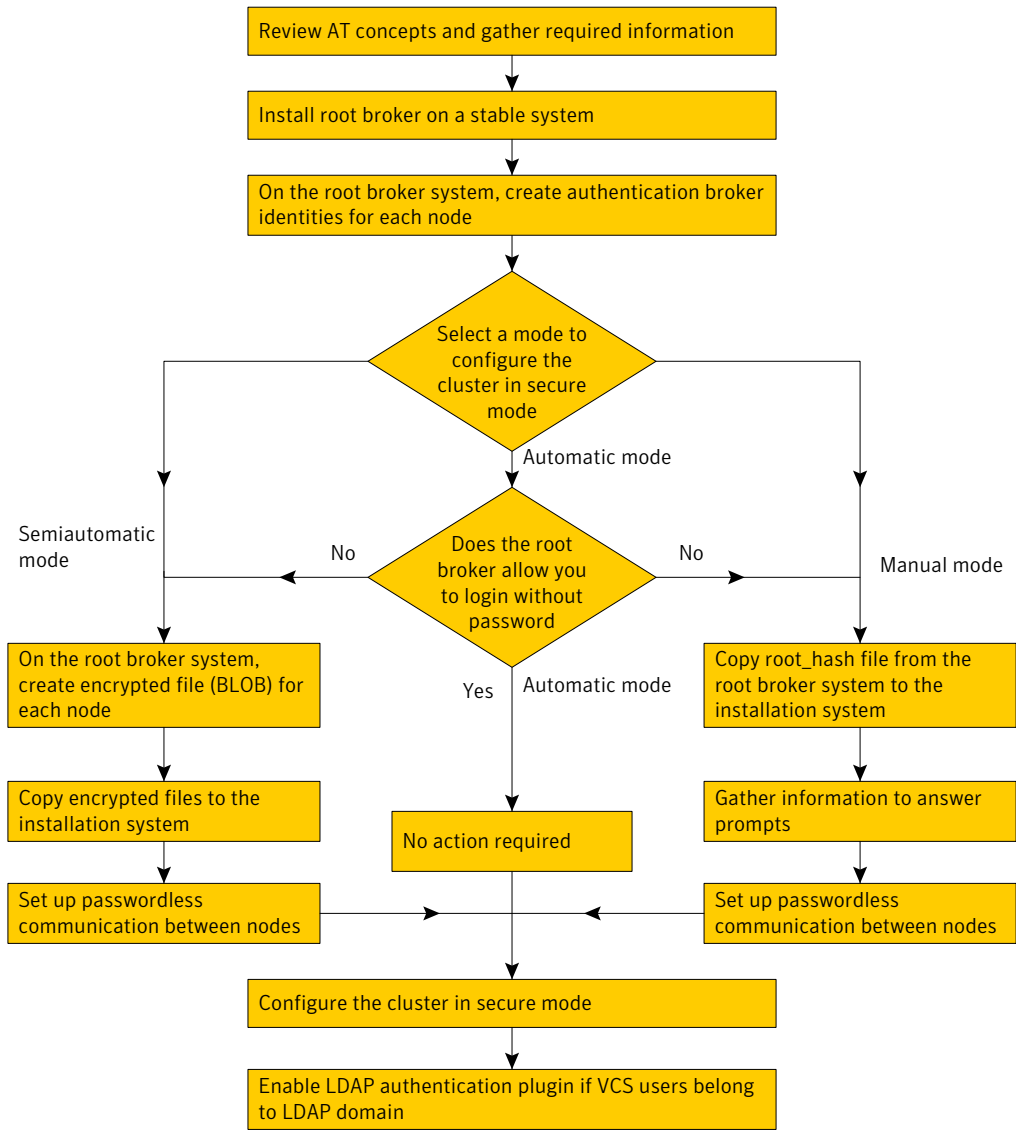 Review AT concepts and gather required information
Install root broker on a stable system
On the root broker system, create authentication broker
identities for each node
Select a mode to
configure the
cluster in secure
mode
Automatic mode
Semiautomatic
mode
No
Does the root
broker allow you
to login without
password
No
Manual mode
On the root broker system,
create encrypted file (BLOB) for
each node
Yes
Automatic mode
Copy root_hash file from the
root broker system to the
installation system
Copy encrypted files to the
installation system
No action required
Gather information to answer
prompts
Set up passwordless
communication between nodes
Set up passwordless
communication between nodes
Configure the cluster in secure mode
Enable LDAP authentication plugin if VCS users belong
to LDAP domain